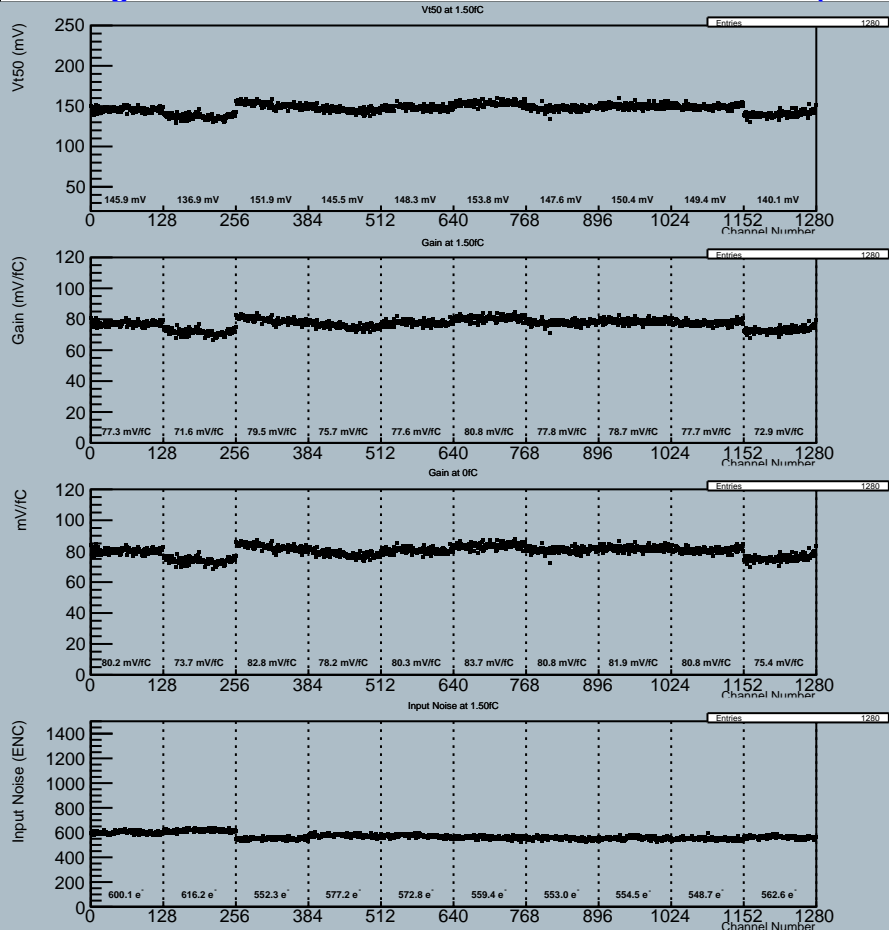 Vt50 at 1.50fC
Entries 1280
Vt50 (mV)
250
200
150
100
50
145.9 mV 136.9 mV 151.9 mV 145.5 mV 148.3 mV 153.8 mV 147.6 mV 150.4 mV 149.4 mV 140.1 mV
0 128 256 384 512 640 768 896 1024 1152 1280
Channel Number
Gain at 1.50fC
Entries 1280
Gain (mV/fC)
120
100
80
60
40
20
0
77.3 mV/fC 71.6 mV/fC 79.5 mV/fC 75.7 mV/fC 77.6 mV/fC 80.8 mV/fC 77.8 mV/fC 78.7 mV/fC 77.7 mV/fC 72.9 mV/fC
0 128 256 384 512 640 768 896 1024 1152 1280
Channel Number
Gain at 0fC
Entries 1280
mV/fC
120
100
80
60
40
20
0
80.2 mV/fC 73.7 mV/fC 82.8 mV/fC 78.2 mV/fC 80.3 mV/fC 83.7 mV/fC 80.8 mV/fC 81.9 mV/fC 80.8 mV/fC 75.4 mV/fC
0 128 256 384 512 640 768 896 1024 1152 1280
Channel Number
Input Noise at 1.50fC
Entries 1280
Input Noise (ENC)
1400
1200
1000
800
600
400
200
0
600.1 e⁻ 616.2 e⁻ 552.3 e⁻ 577.2 e⁻ 572.8 e⁻ 559.4 e⁻ 553.0 e⁻ 554.5 e⁻ 548.7 e⁻ 562.6 e⁻
0 128 256 384 512 640 768 896 1024 1152 1280
Channel Number